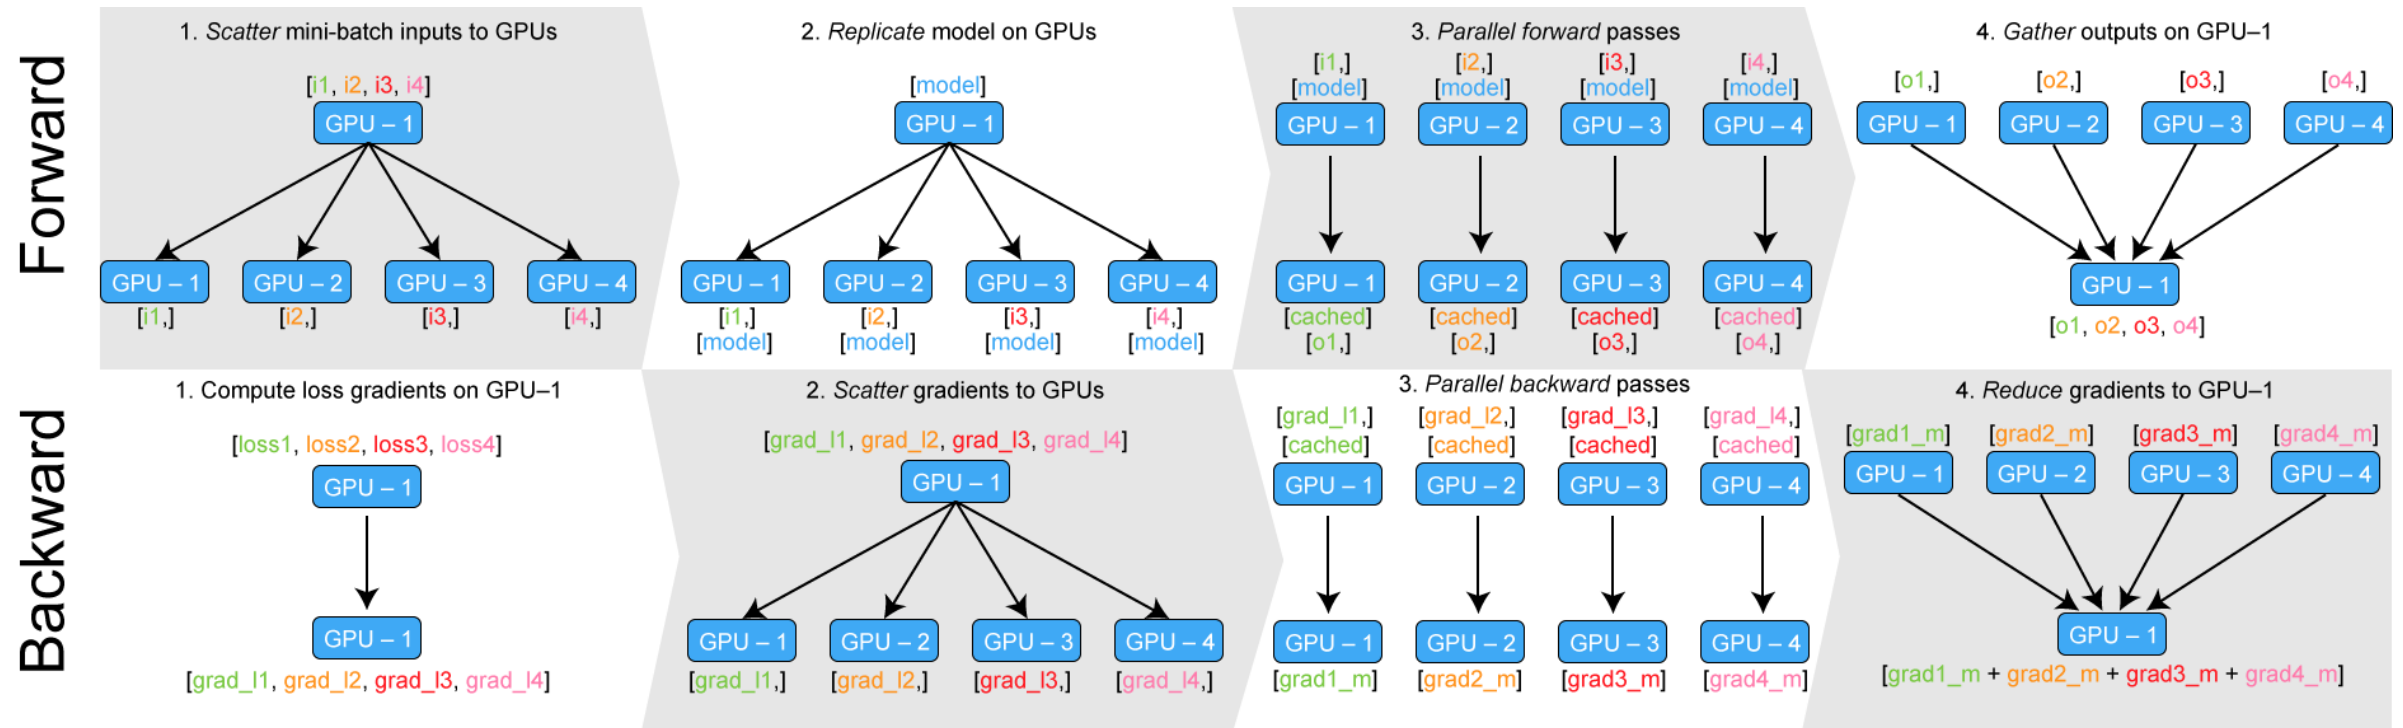 Forward
1. Scatter mini-batch inputs to GPUs
[i1, i2, i3, i4]
GPU – 1
GPU – 1 GPU – 2 GPU – 3 GPU – 4
[i1,] [i2,] [i3,] [i4,]
2. Replicate model on GPUs
[model]
GPU – 1
GPU – 1 GPU – 2 GPU – 3 GPU – 4
[i1,] [i2,] [i3,] [i4,]
[model] [model] [model] [model]
3. Parallel forward passes
[i1,] [i2,] [i3,] [i4,]
[model] [model] [model] [model]
GPU – 1 GPU – 2 GPU – 3 GPU – 4
GPU – 1 GPU – 2 GPU – 3 GPU – 4
[cached] [cached] [cached] [cached]
[o1,] [o2,] [o3,] [o4,]
4. Gather outputs on GPU–1
[o1,] [o2,] [o3,] [o4,]
GPU – 1 GPU – 2 GPU – 3 GPU – 4
GPU – 1
[o1, o2, o3, o4]
Backward
1. Compute loss gradients on GPU–1
[loss1, loss2, loss3, loss4]
GPU – 1
GPU – 1
[grad_l1, grad_l2, grad_l3, grad_l4]
2. Scatter gradients to GPUs
[grad_l1, grad_l2, grad_l3, grad_l4]
GPU – 1
GPU – 1 GPU – 2 GPU – 3 GPU – 4
[grad_l1,] [grad_l2,] [grad_l3,] [grad_l4,]
3. Parallel backward passes
[grad_l1,] [grad_l2,] [grad_l3,] [grad_l4,]
[cached] [cached] [cached] [cached]
GPU – 1 GPU – 2 GPU – 3 GPU – 4
GPU – 1 GPU – 2 GPU – 3 GPU – 4
[grad1_m] [grad2_m] [grad3_m] [grad4_m]
4. Reduce gradients to GPU–1
[grad1_m] [grad2_m] [grad3_m] [grad4_m]
GPU – 1 GPU – 2 GPU – 3 GPU – 4
GPU – 1
[grad1_m + grad2_m + grad3_m + grad4_m]